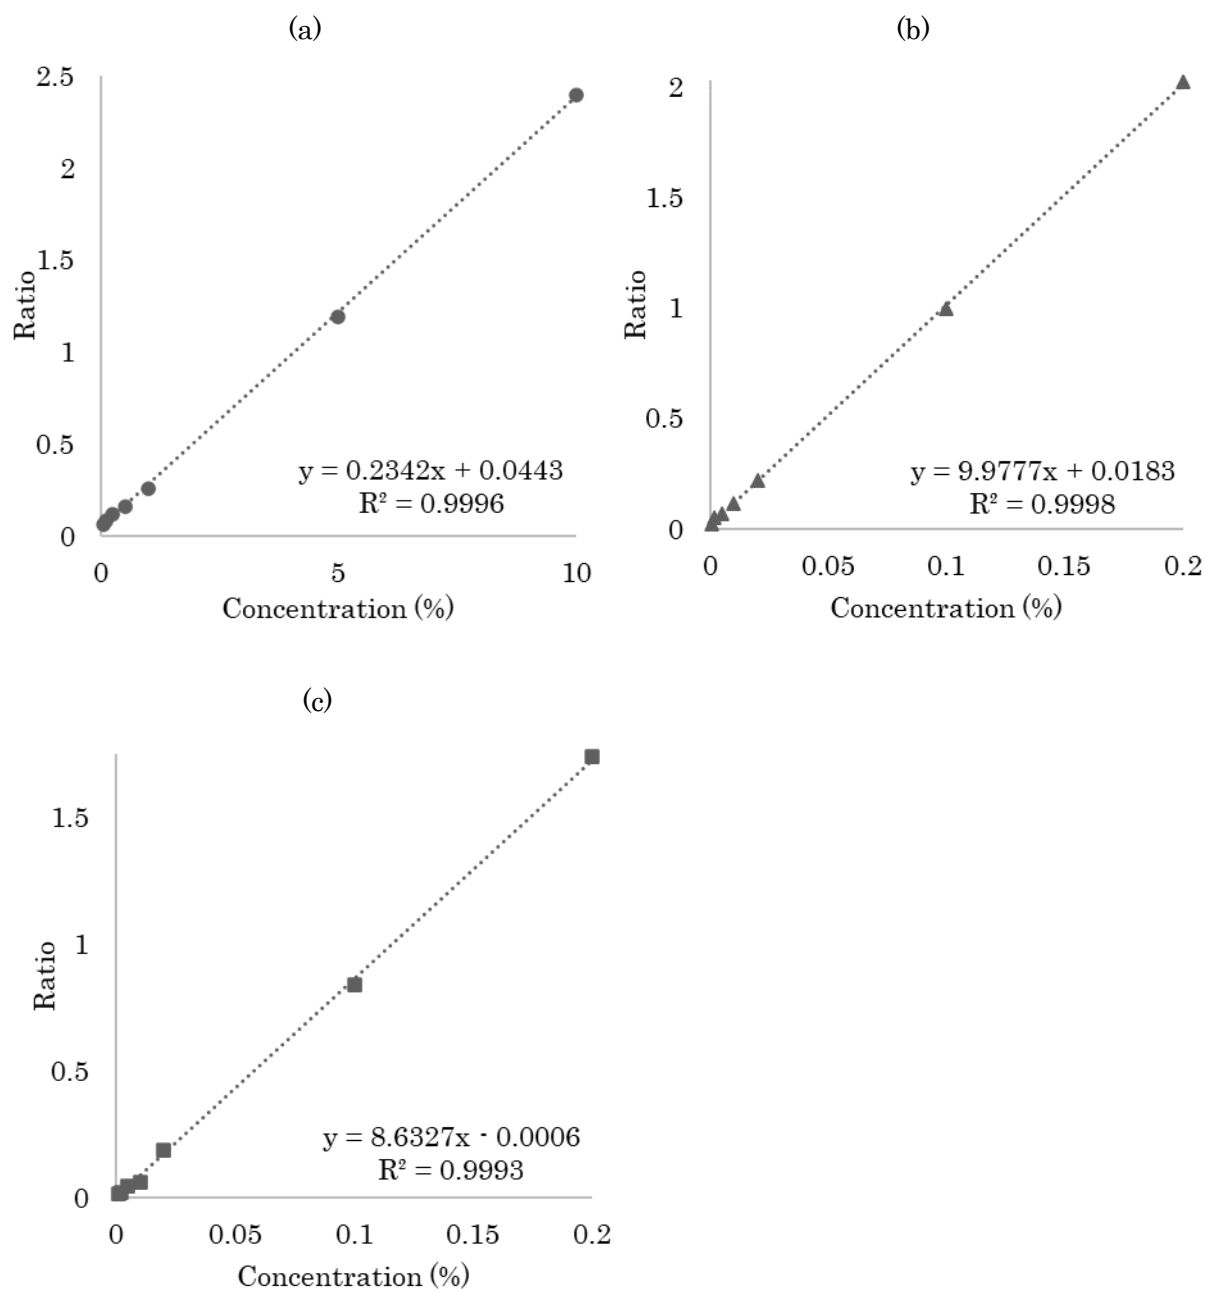 (a)
2.5
2
1.5
1
0.5
0
Ratio
y = 0.2342x + 0.0443
R² = 0.9996
0 5 10
Concentration (%)
(b)
2
1.5
1
0.5
0
Ratio
y = 9.9777x + 0.0183
R² = 0.9998
0 0.05 0.1 0.15 0.2
Concentration (%)
(c)
1.5
1
0.5
0
Ratio
y = 8.6327x - 0.0006
R² = 0.9993
0 0.05 0.1 0.15 0.2
Concentration (%)